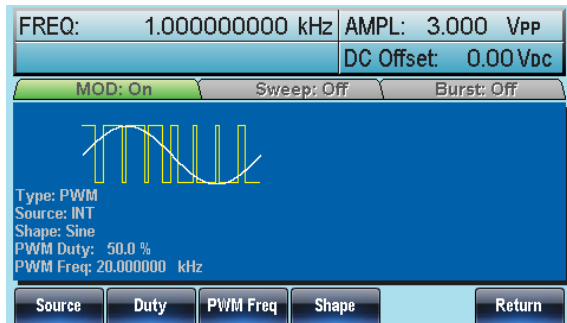 FREQ: 1.000000000 kHz AMPL: 3.000 VPP
DC Offset: 0.00 VDC
MOD: On Sweep: Off Burst: Off
Type: PWM
Source: INT
Shape: Sine
PWM Duty: 50.0 %
PWM Freq: 20.000000 kHz
Source Duty PWM Freq Shape Return